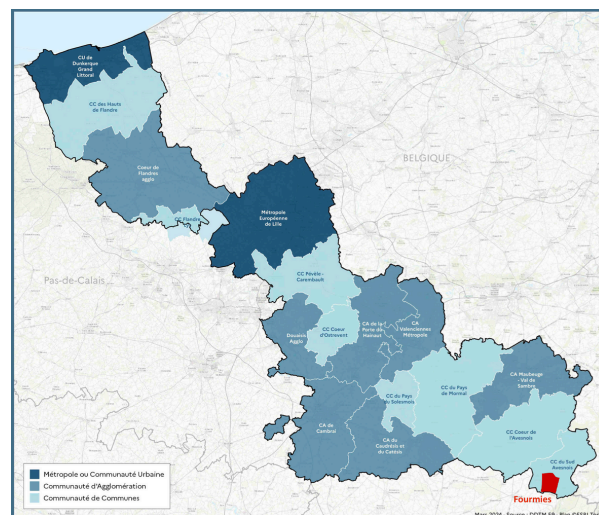 CU de
Dunkerque
Grand
Littoral
CC des Hauts
de Flandre
BELGIQUE
Coeur de
Flandres
agglo
CC Flandre
Métropole
Européenne
de Lille
Pas-de-Calais
CC Pévèle -
Carembault
Douaisis
Agglo
CC Coeur
d'Ostrevent
CA de la
Porte du
Hainaut
CA
Valenciennes
Métropole
CA Maubeuge -
Val de
Sambre
CC du Pays
de Mormal
CC du Pays
du Solesmois
CC Coeur de
l'Avesnois
CA de
Cambrai
CA du
Caudrésis et du
Catésis
CC du Sud
Avesnois
Fournies
Métropole ou Communauté Urbaine
Communauté d'Agglomération
Communauté de Communes